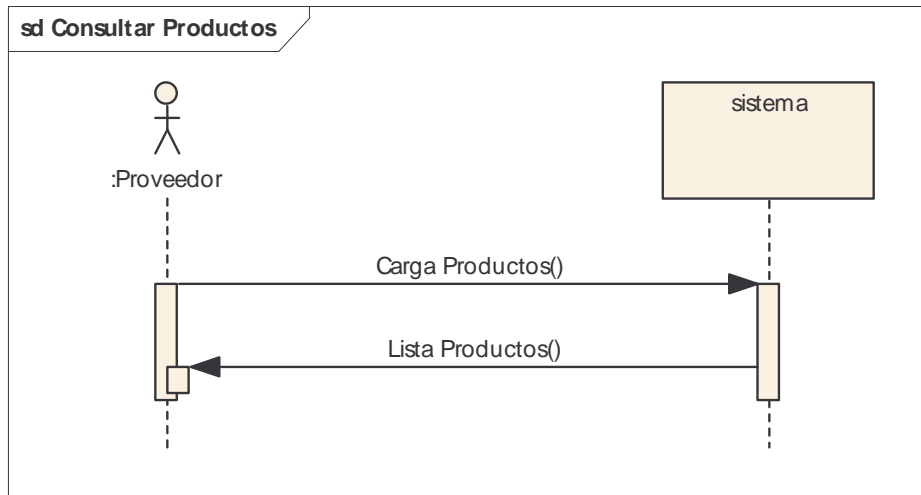 sd Consultar Productos
sistema
:Proveedor
Carga Productos()
Lista Productos()